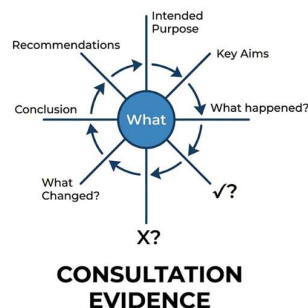 Intended
Purpose
Recommendations
Key Aims
Conclusion
What
What happened?
What
Changed?
√?
X?
CONSULTATION
EVIDENCE